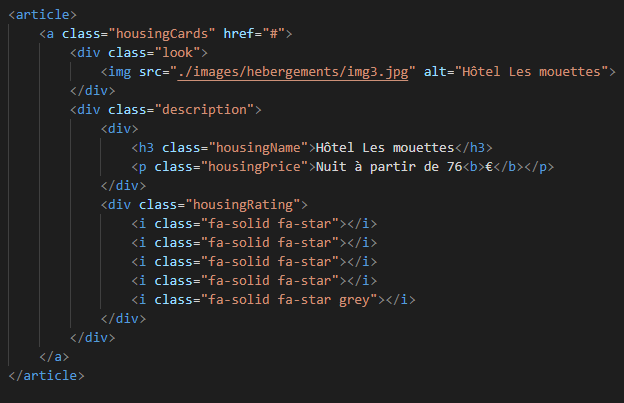 <article>
<a class="housingCards" href="#">
<div class="look">
<img src="./images/hebergements/img3.jpg" alt="Hôtel Les mouettes">
</div>
<div class="description">
<div>
<h3 class="housingName">Hôtel Les mouettes</h3>
<p class="housingPrice">Nuit à partir de 76<b>€</b></p>
</div>
<div class="housingRating">
<i class="fa-solid fa-star"></i>
<i class="fa-solid fa-star"></i>
<i class="fa-solid fa-star"></i>
<i class="fa-solid fa-star"></i>
<i class="fa-solid fa-star grey"></i>
</div>
</div>
</a>
</article>